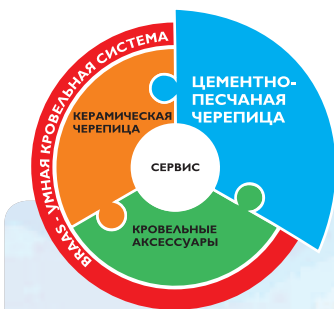 BRAAS - УМНАЯ КРОВЕЛЬНАЯ СИСТЕМА
ЦЕМЕНТНО-
ПЕСЧАНАЯ
ЧЕРЕПИЦА
КЕРАМИЧЕСКАЯ
ЧЕРЕПИЦА
СЕРВИС
КРОВЕЛЬНЫЕ
АКСЕССУАРЫ